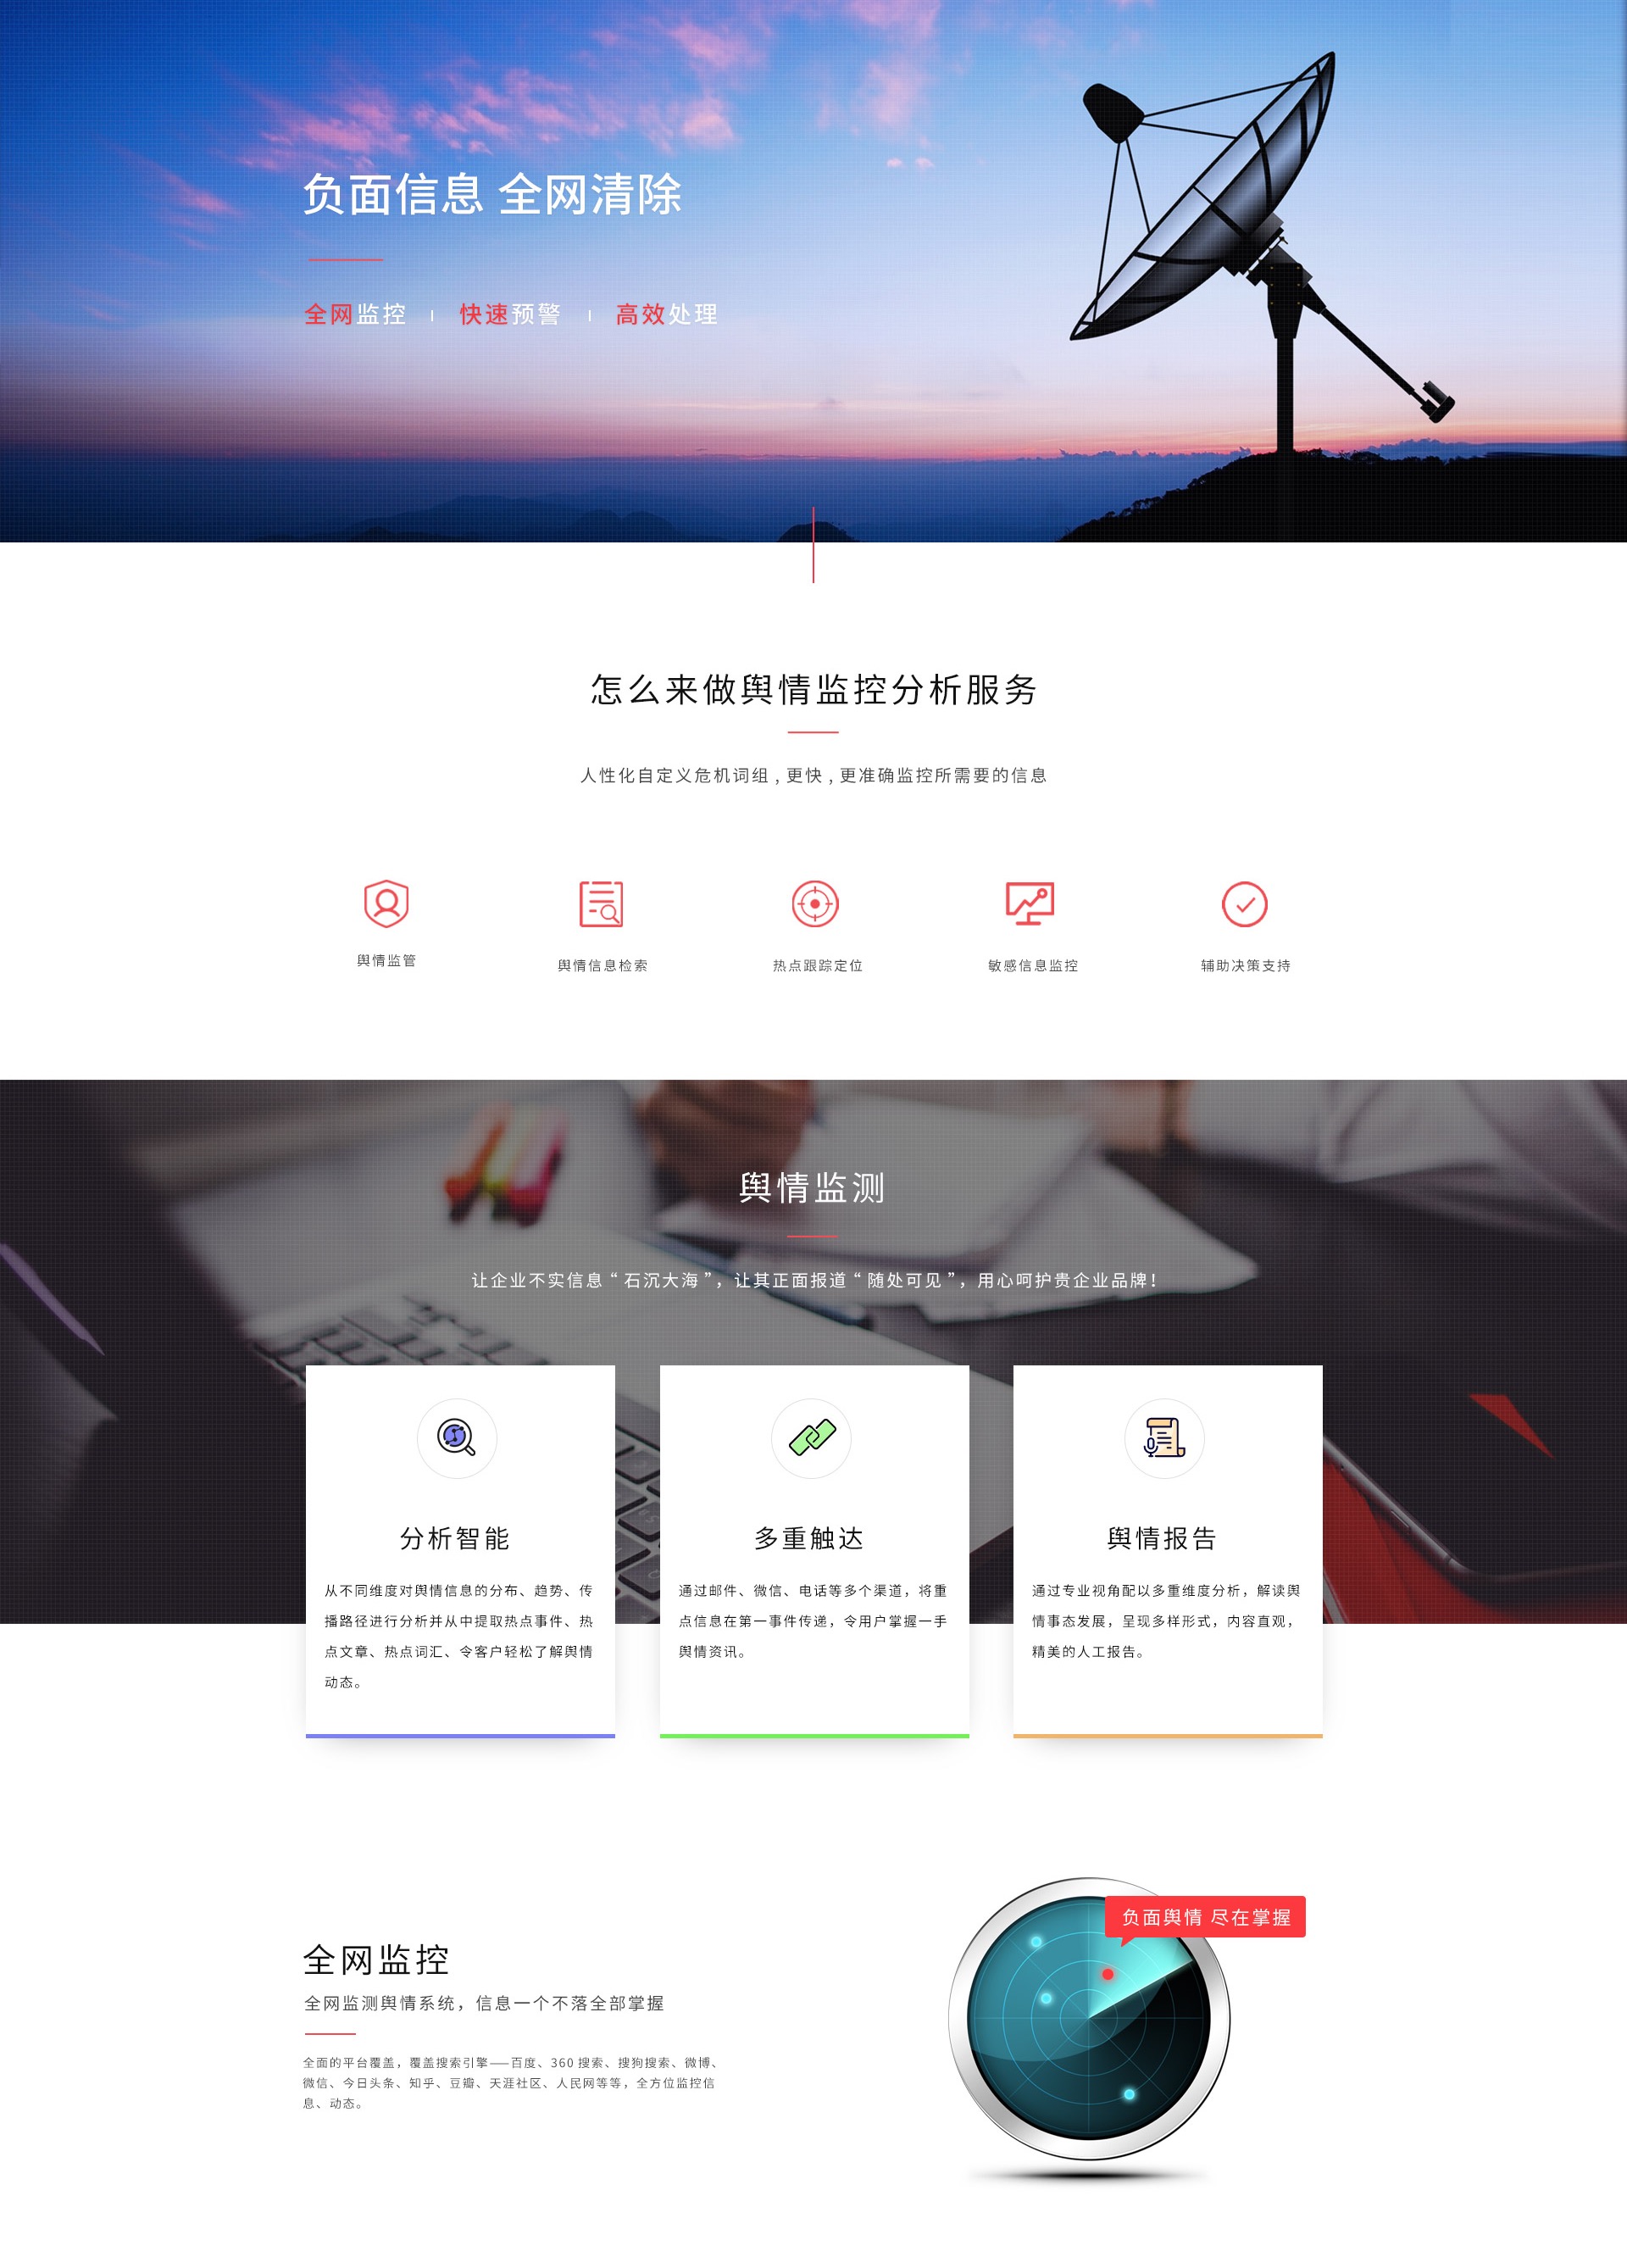 负面信息 全网清除
全网监控 | 快速预警 | 高效处理
怎么来做舆情监控分析服务
人性化自定义危机词组，更快，更准确监控所需要的信息
舆情监管
舆情信息检索
热点跟踪定位
敏感信息监控
辅助决策支持
舆情监测
让企业不实信息“石沉大海”，让其正面报道“随处可见”，用心呵护贵企业品牌！
分析智能
从不同维度对舆情信息的分布、趋势、传
播路径进行分析并从中提取热点事件、热
点文章、热点词汇、令客户轻松了解舆情
动态。
多重触达
通过邮件、微信、电话等多个渠道，将重
点信息在第一事件传递，令用户掌握一手
舆情资讯。
舆情报告
通过专业视角配以多重维度分析，解读舆
情事态发展，呈现多样形式，内容直观，
精美的人工报告。
负面舆情 尽在掌握
全网监控
全网监测舆情系统，信息一个不落全部掌握
全面的平台覆盖，覆盖搜索引擎——百度、360 搜索、搜狗搜索、微博、
微信、今日头条、知乎、豆瓣、天涯社区、人民网等等，全方位监控信
息、动态。